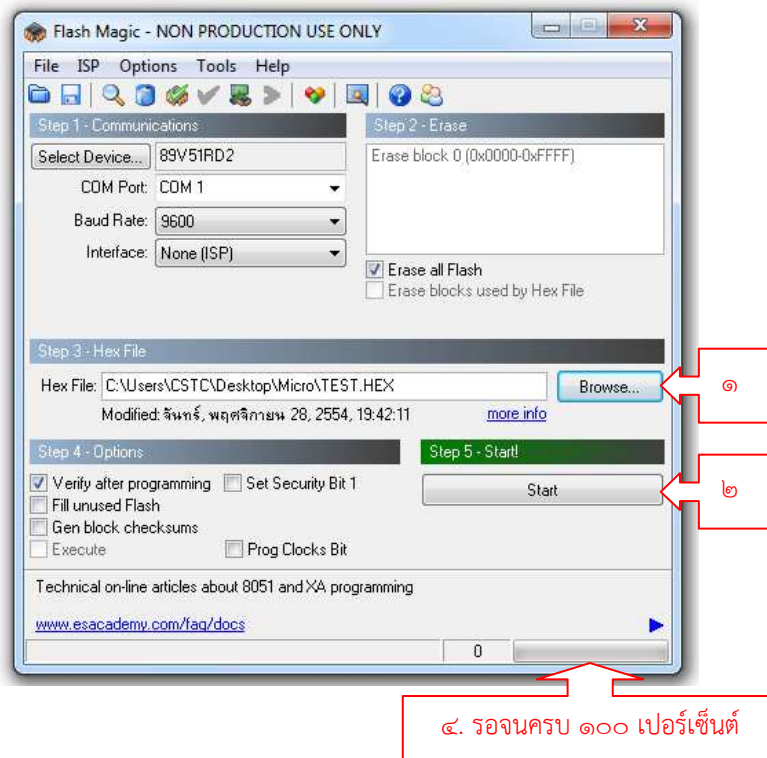 Flash Magic - NON PRODUCTION USE ONLY
File ISP Options Tools Help
Step 1 - Communications
Select Device... 89V51RD2
COM Port: COM 1
Baud Rate: 9600
Interface: None (ISP)
Step 2 - Erase
Erase block 0 (0x0000-0xFFFF)
Erase all Flash
Erase blocks used by Hex File
Step 3 - Hex File
Hex File: C:\Users\CSTC\Desktop\Micro\TEST.HEX Browse... ๑
Modified: จันทร์, พฤศจิกายน 28, 2554, 19:42:11 more info
Step 4 - Options
Verify after programming Set Security Bit 1
Fill unused Flash
Gen block checksums
Execute Prog Clocks Bit
Step 5 - Start!
Start ๒
Technical on-line articles about 8051 and XA programming
www.esacademy.com/faq/docs
0
๔. รอจนครบ ๑๐๐ เปอร์เซ็นต์